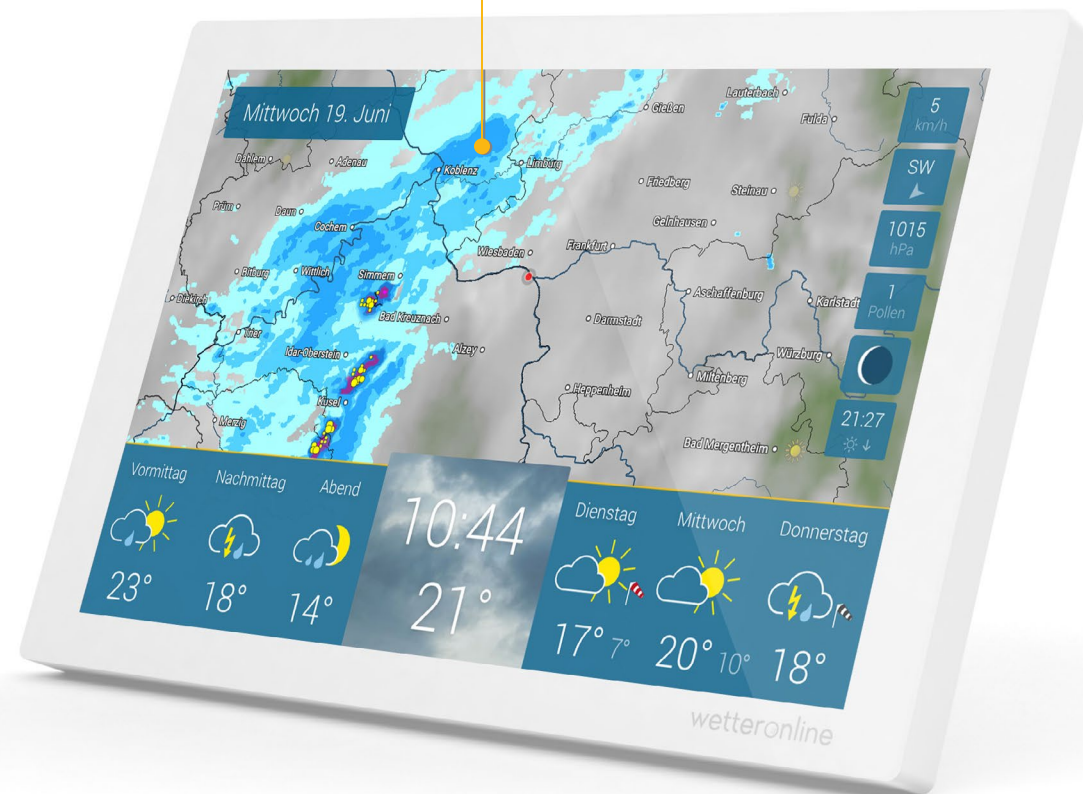 Mittwoch 19. Juni
Lauterbach
Gießen
Fulda
Dahlem
Adenau
Koblenz
Limburg
Friedberg
Steinau
Prüm
Daun
Cochem
Gelnhausen
Wiesbaden
Frankfurt
Bitburg
Wittlich
Simmern
Diekirch
Bad Kreuznach
Aschaffenburg
Karlstadt
Trier
Darmstadt
Idar-Oberstein
Alzey
Würzburg
Miltenberg
Heppenheim
Kusel
Merzig
Bad Mergentheim
5
km/h
SW
1015
hPa
1
Pollen
21:27
Vormittag
23°
Nachmittag
18°
Abend
14°
10:44
21°
Dienstag
17° 7°
Mittwoch
20° 10°
Donnerstag
18°
wetteronline